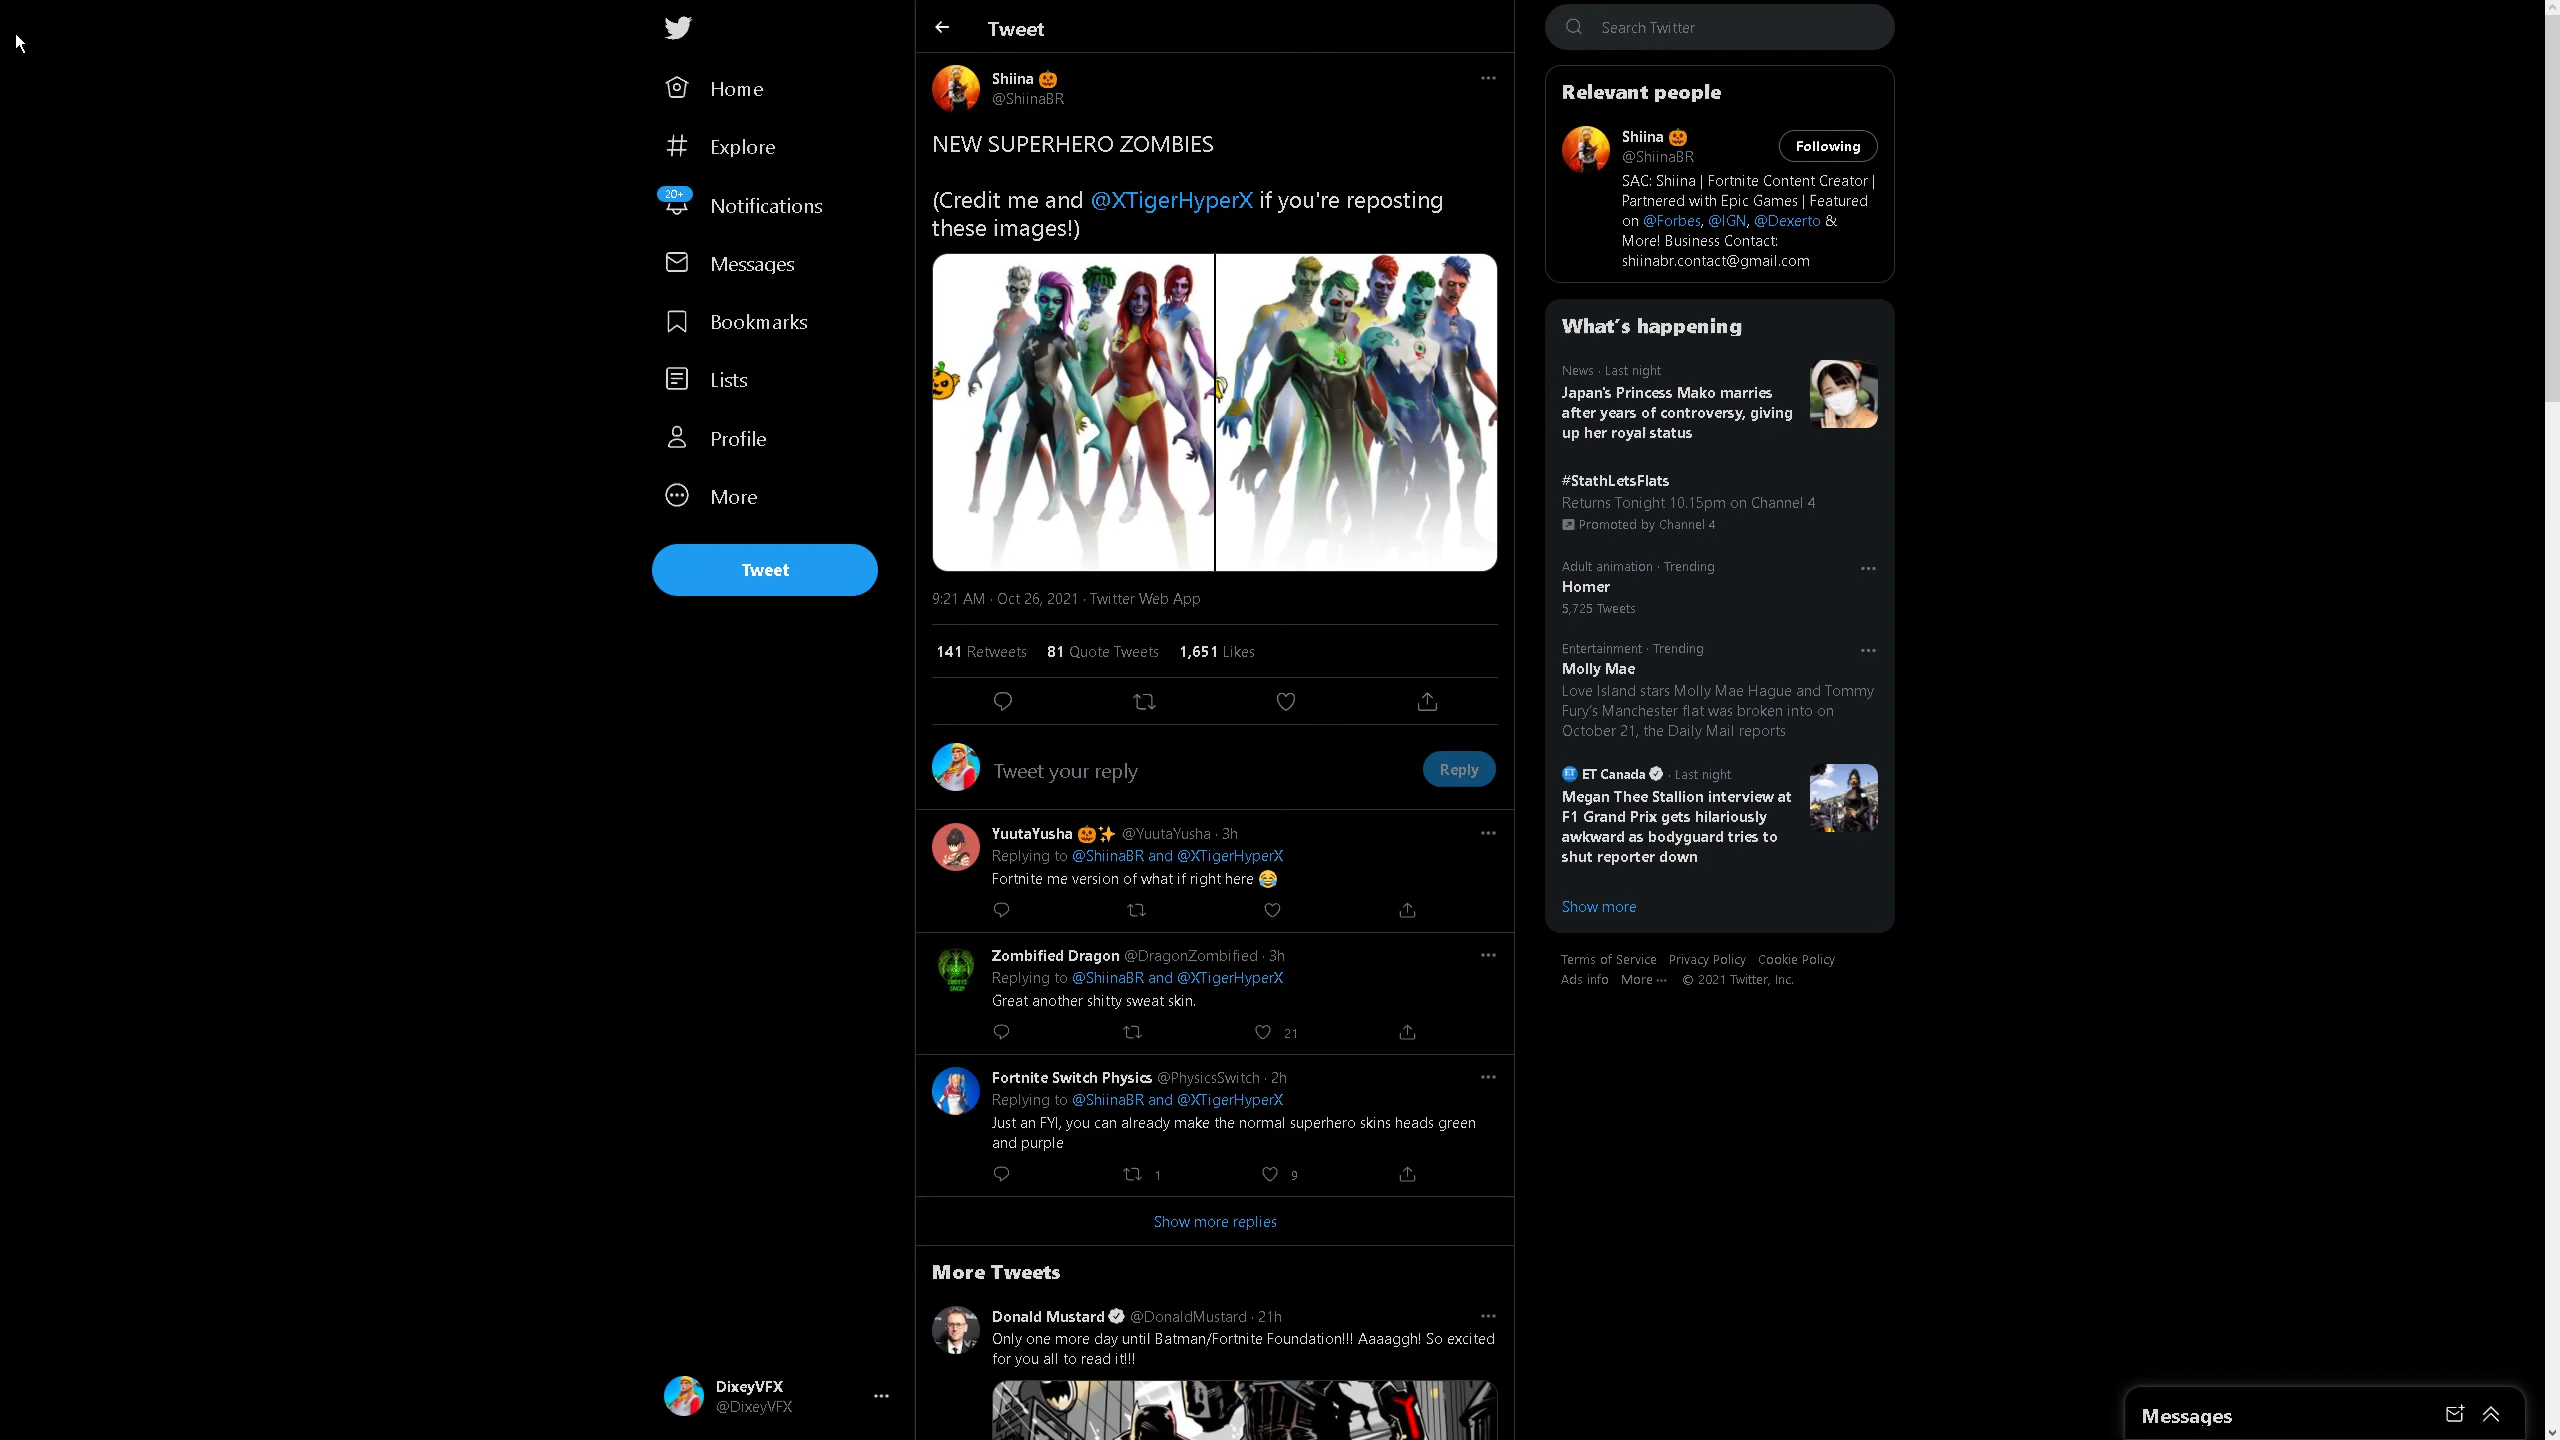 Home
Explore
20+
Notifications
Messages
Bookmarks
Lists
Profile
More
Tweet
DixeyVFX
@DixeyVFX
Tweet
Shiina 🎃
@ShiinaBR
NEW SUPERHERO ZOMBIES
(Credit me and @XTigerHyperX if you're reposting
these images!)
9:21 AM · Oct 26, 2021 · Twitter Web App
141 Retweets 81 Quote Tweets 1,651 Likes
Tweet your reply
Reply
YuutaYusha 🎃✨ @YuutaYusha · 3h
Replying to @ShiinaBR and @XTigerHyperX
Fortnite me version of what if right here 😂
Zombified Dragon @DragonZombified · 3h
Replying to @ShiinaBR and @XTigerHyperX
Great another shitty sweat skin.
21
Fortnite Switch Physics @PhysicsSwitch · 2h
Replying to @ShiinaBR and @XTigerHyperX
Just an FYI, you can already make the normal superhero skins heads green
and purple
1 9
Show more replies
More Tweets
Donald Mustard @DonaldMustard · 21h
Only one more day until Batman/Fortnite Foundation!!! Aaaaggh! So excited
for you all to read it!!!
Search Twitter
Relevant people
Shiina 🎃
@ShiinaBR
Following
SAC: Shiina | Fortnite Content Creator |
Partnered with Epic Games | Featured
on @Forbes, @IGN, @Dexerto &
More! Business Contact:
shiinabr.contact@gmail.com
What's happening
News · Last night
Japan's Princess Mako marries
after years of controversy, giving
up her royal status
#StathLetsFlats
Returns Tonight 10.15pm on Channel 4
Promoted by Channel 4
Adult animation · Trending
Homer
5,725 Tweets
Entertainment · Trending
Molly Mae
Love Island stars Molly Mae Hague and Tommy
Fury's Manchester flat was broken into on
October 21, the Daily Mail reports
ET Canada · Last night
Megan Thee Stallion interview at
F1 Grand Prix gets hilariously
awkward as bodyguard tries to
shut reporter down
Show more
Terms of Service Privacy Policy Cookie Policy
Ads info More ··· © 2021 Twitter, Inc.
Messages